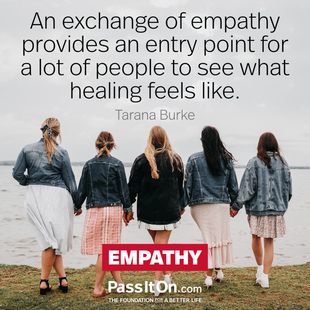 An exchange of empathy
provides an entry point for
a lot of people to see what
healing feels like.
Tarana Burke
EMPATHY
PassItOn.com
THE FOUNDATION FOR A BETTER LIFE